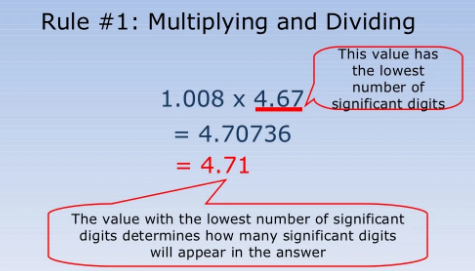 Rule #1: Multiplying and Dividing
This value has
the lowest
number of
significant digits
1.008 x 4.67
= 4.70736
= 4.71
The value with the lowest number of significant
digits determines how many significant digits
will appear in the answer